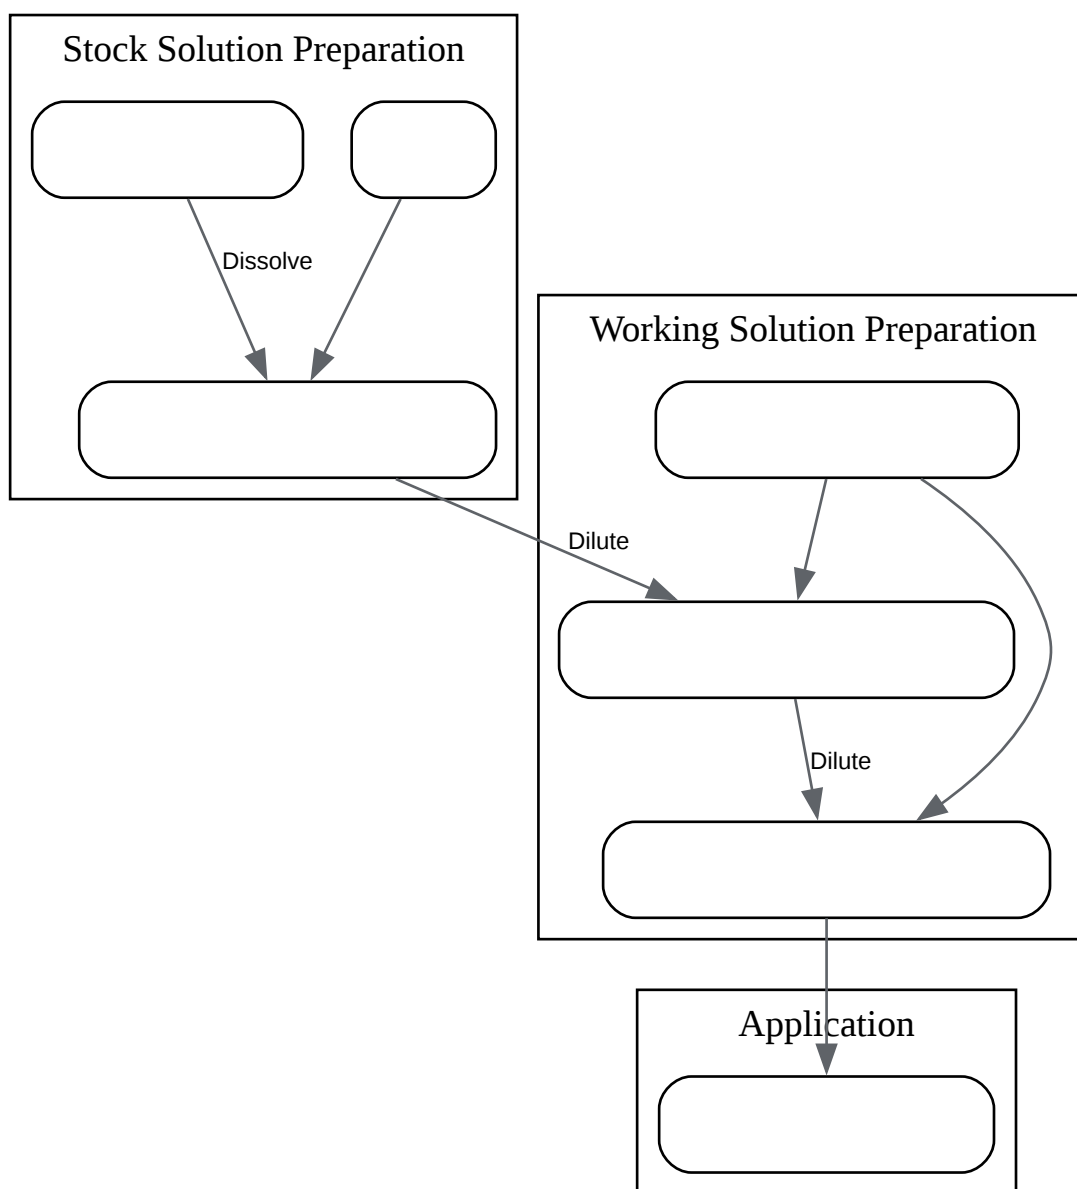 Stock Solution Preparation
Dissolve
Working Solution Preparation
Dilute
Dilute
Application